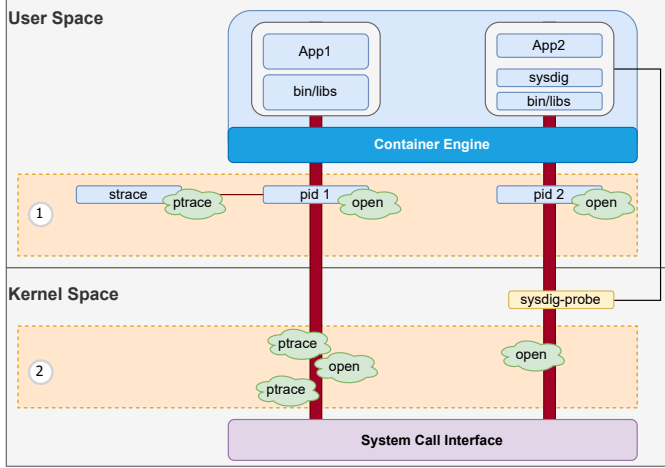 User Space
App1
bin/libs
App2
sysdig
bin/libs
Container Engine
1
strace
ptrace
pid 1
open
pid 2
open
Kernel Space
sysdig-probe
2
ptrace
open
ptrace
open
System Call Interface